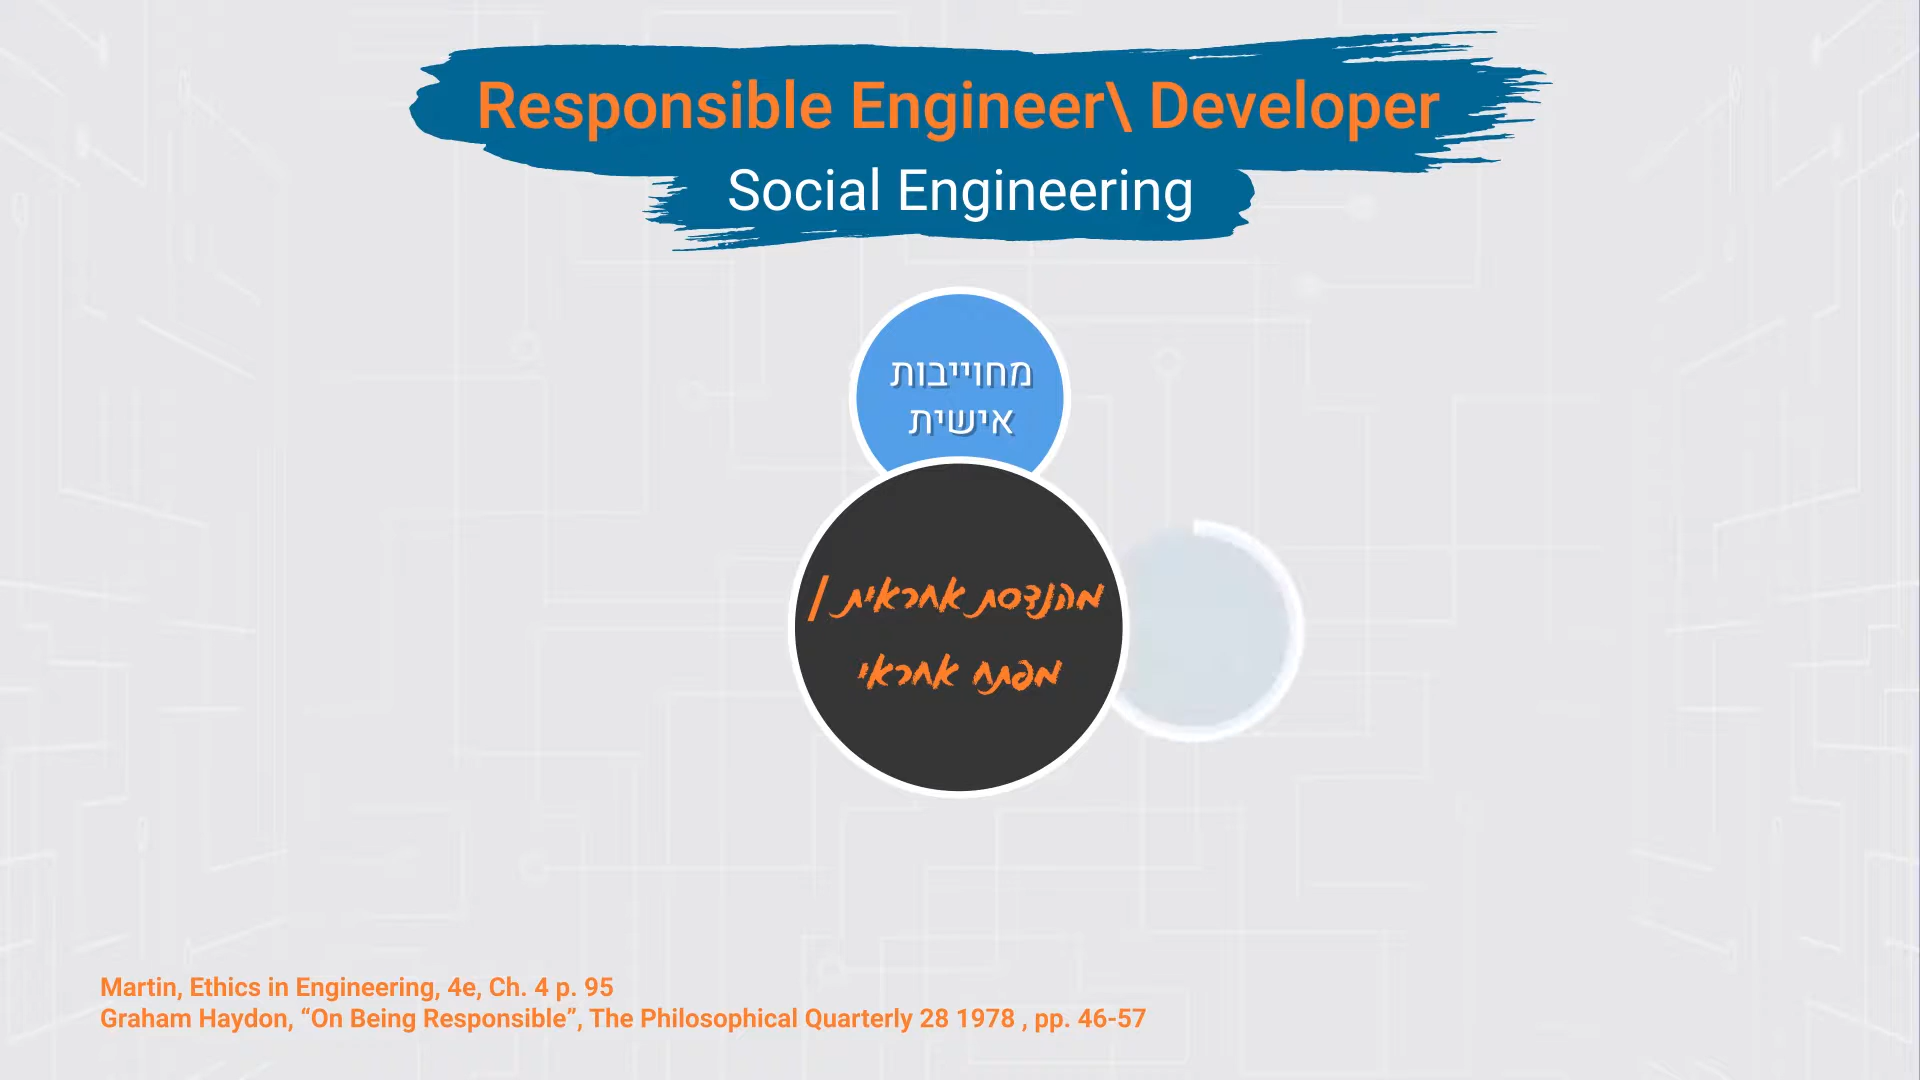 Responsible Engineer\ Developer
Social Engineering
מחוייבות
אישית
מהנדסת אחראית |
מפתח אחראי
Martin, Ethics in Engineering, 4e, Ch. 4 p. 95
Graham Haydon, “On Being Responsible”, The Philosophical Quarterly 28 1978 , pp. 46-57